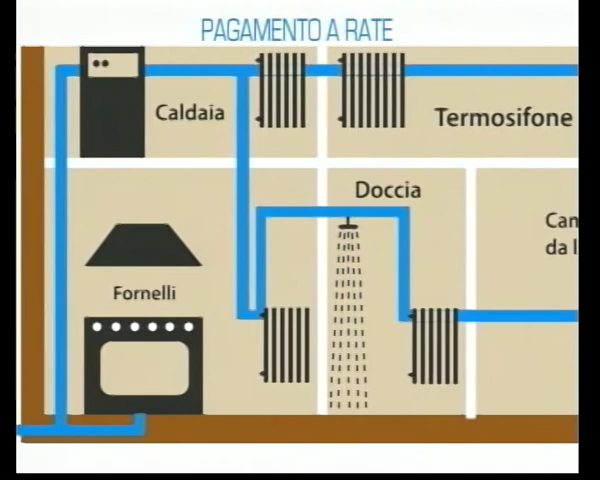 PAGAMENTO A RATE
Caldaia
Termosifone
Doccia
Fornelli